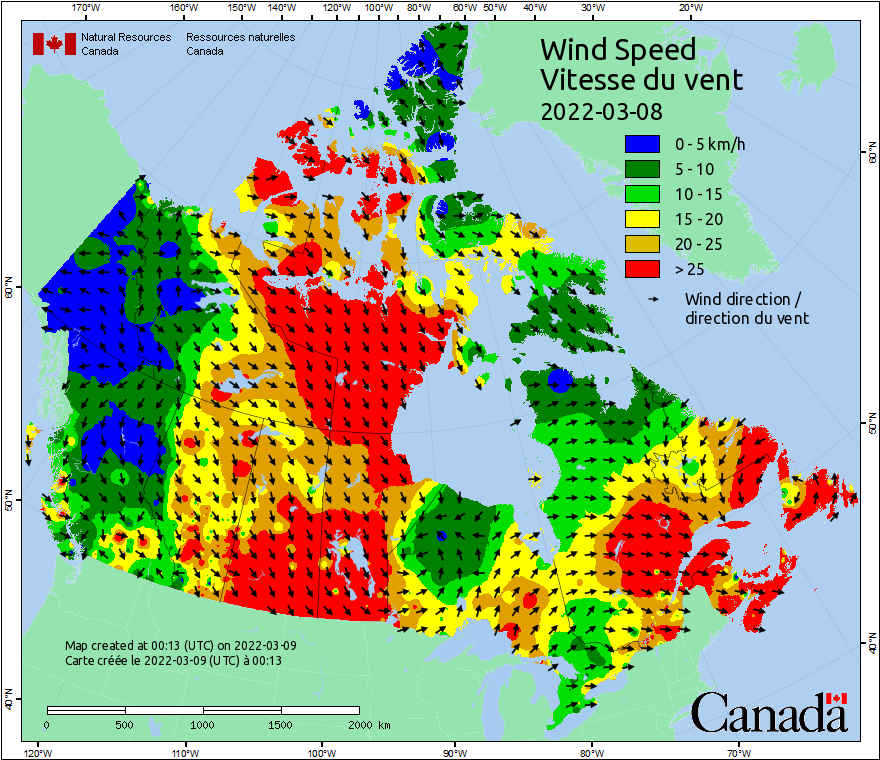 170°W 160°W 150°W 140°W 120°W 100°W 80°W 60°W 50°W 40°W 30°W 20°W
Natural Resources Ressources naturelles
Canada Canada
Wind Speed
Vitesse du vent
2022-03-08
0 - 5 km/h
5 - 10
10 - 15
15 - 20
20 - 25
> 25
Wind direction /
direction du vent
60°N 60°N
50°N 50°N
40°N 40°N
Map created at 00:13 (UTC) on 2022-03-09
Carte créée le 2022-03-09 (UTC) à 00:13
0 500 1000 1500 2000 km
Canada
120°W 110°W 100°W 90°W 80°W 70°W